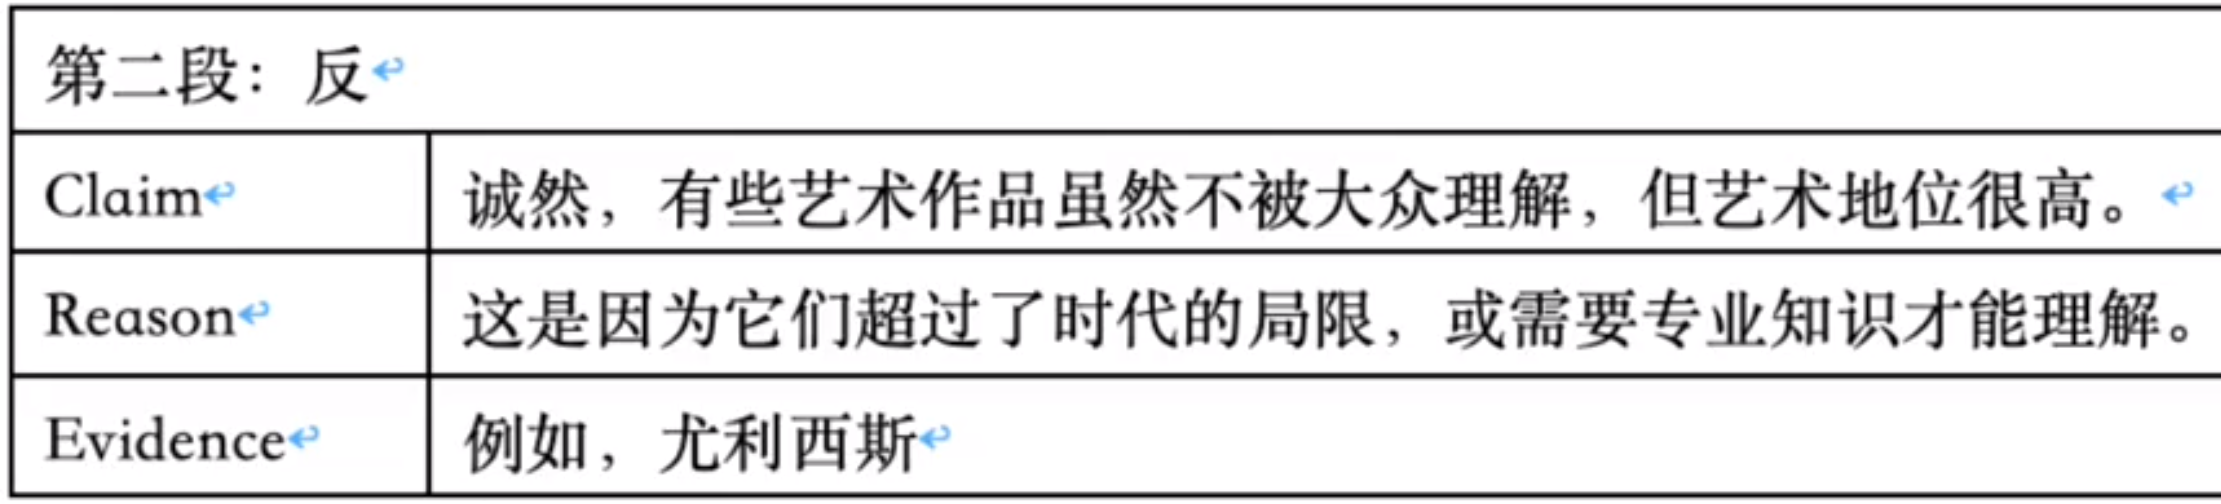 第二段：反
Claim 诚然，有些艺术作品虽然不被大众理解，但艺术地位很高。
Reason 这是因为它们超过了时代的局限，或需要专业知识才能理解。
Evidence 例如，尤利西斯